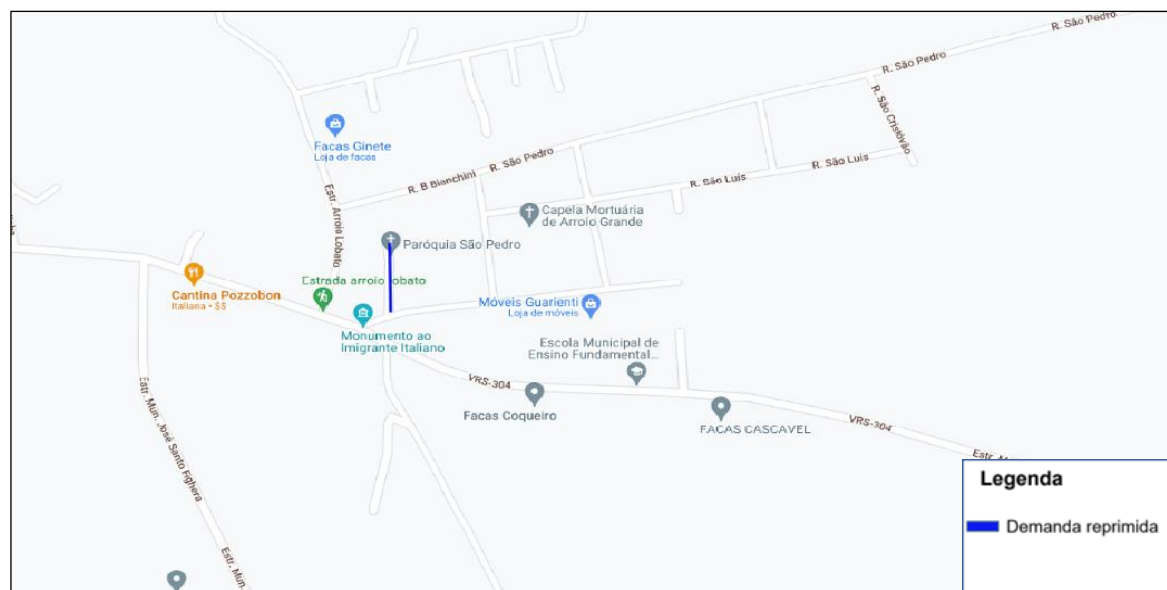 R. São Pedro
R. São Pedro
R. São Cristóvão
Facas Ginete
Loja de facas
R. São Pedro
R. B Bianchini
R. São Luís
R. São Luís
Estr. Arroio Lobato
Capela Mortuária
de Arroio Grande
Paróquia São Pedro
Estrada arroio lobato
Cantina Pozzobon
Italiana • $$
Móveis Guarienti
Loja de móveis
Monumento ao
Imigrante Italiano
Escola Municipal de
Ensino Fundamental...
VRS-304
Facas Coqueiro
FACAS CASCAVEL
VRS-304
Estr. Mun. José Santo Fighera
Estr. Mun.
Estr.
Legenda
Demanda reprimida